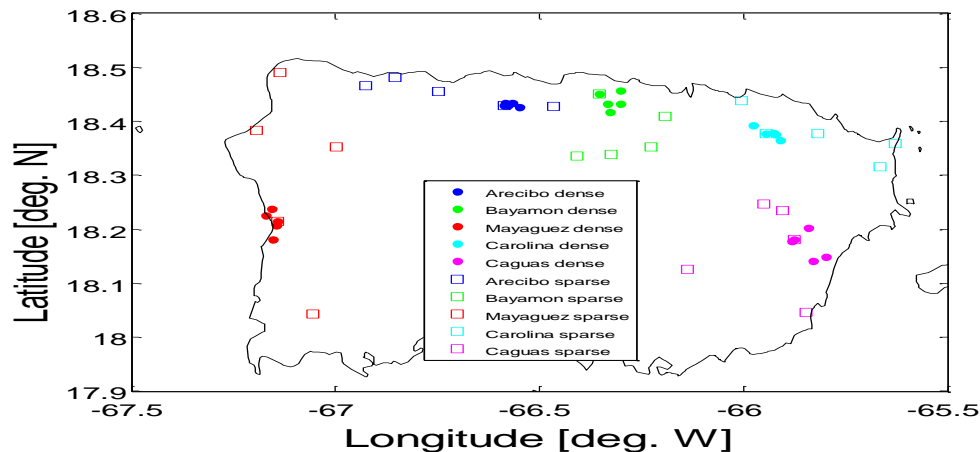 18.6
18.5
18.4
18.3
18.2
18.1
18
17.9
Latitude [deg. N]
Arecibo dense
Bayamon dense
Mayaguez dense
Carolina dense
Caguas dense
Arecibo sparse
Bayamon sparse
Mayaguez sparse
Carolina sparse
Caguas sparse
-67.5 -67 -66.5 -66 -65.5
Longitude [deg. W]